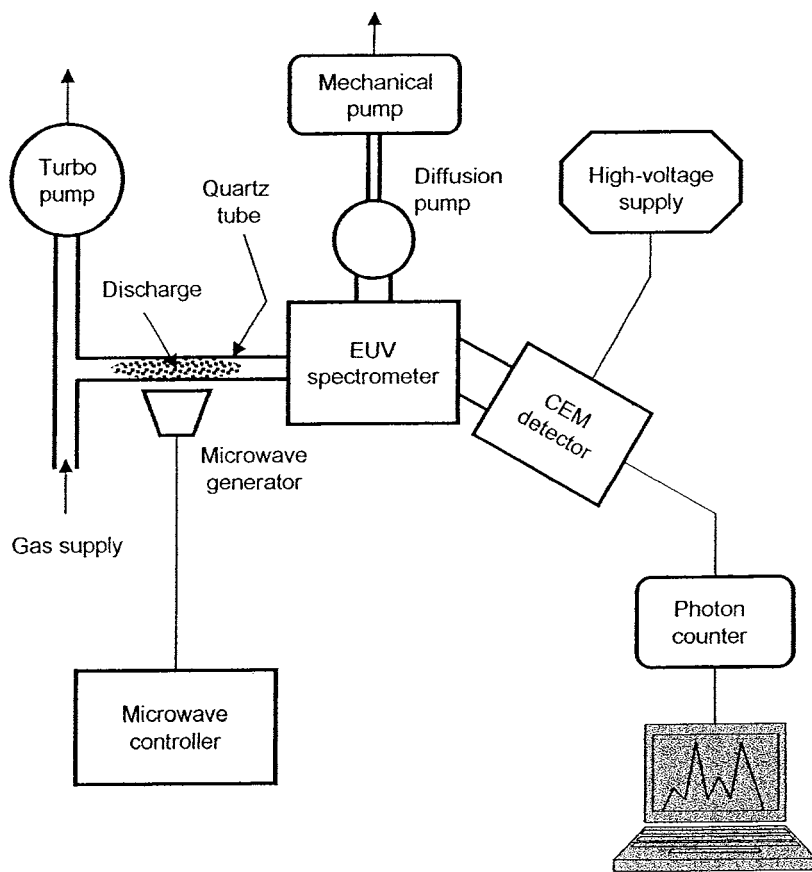 Mechanical
pump
Turbo
pump
Quartz
tube
Diffusion
pump
High-voltage
supply
Discharge
EUV
spectrometer
CEM
detector
Microwave
generator
Gas supply
Photon
counter
Microwave
controller